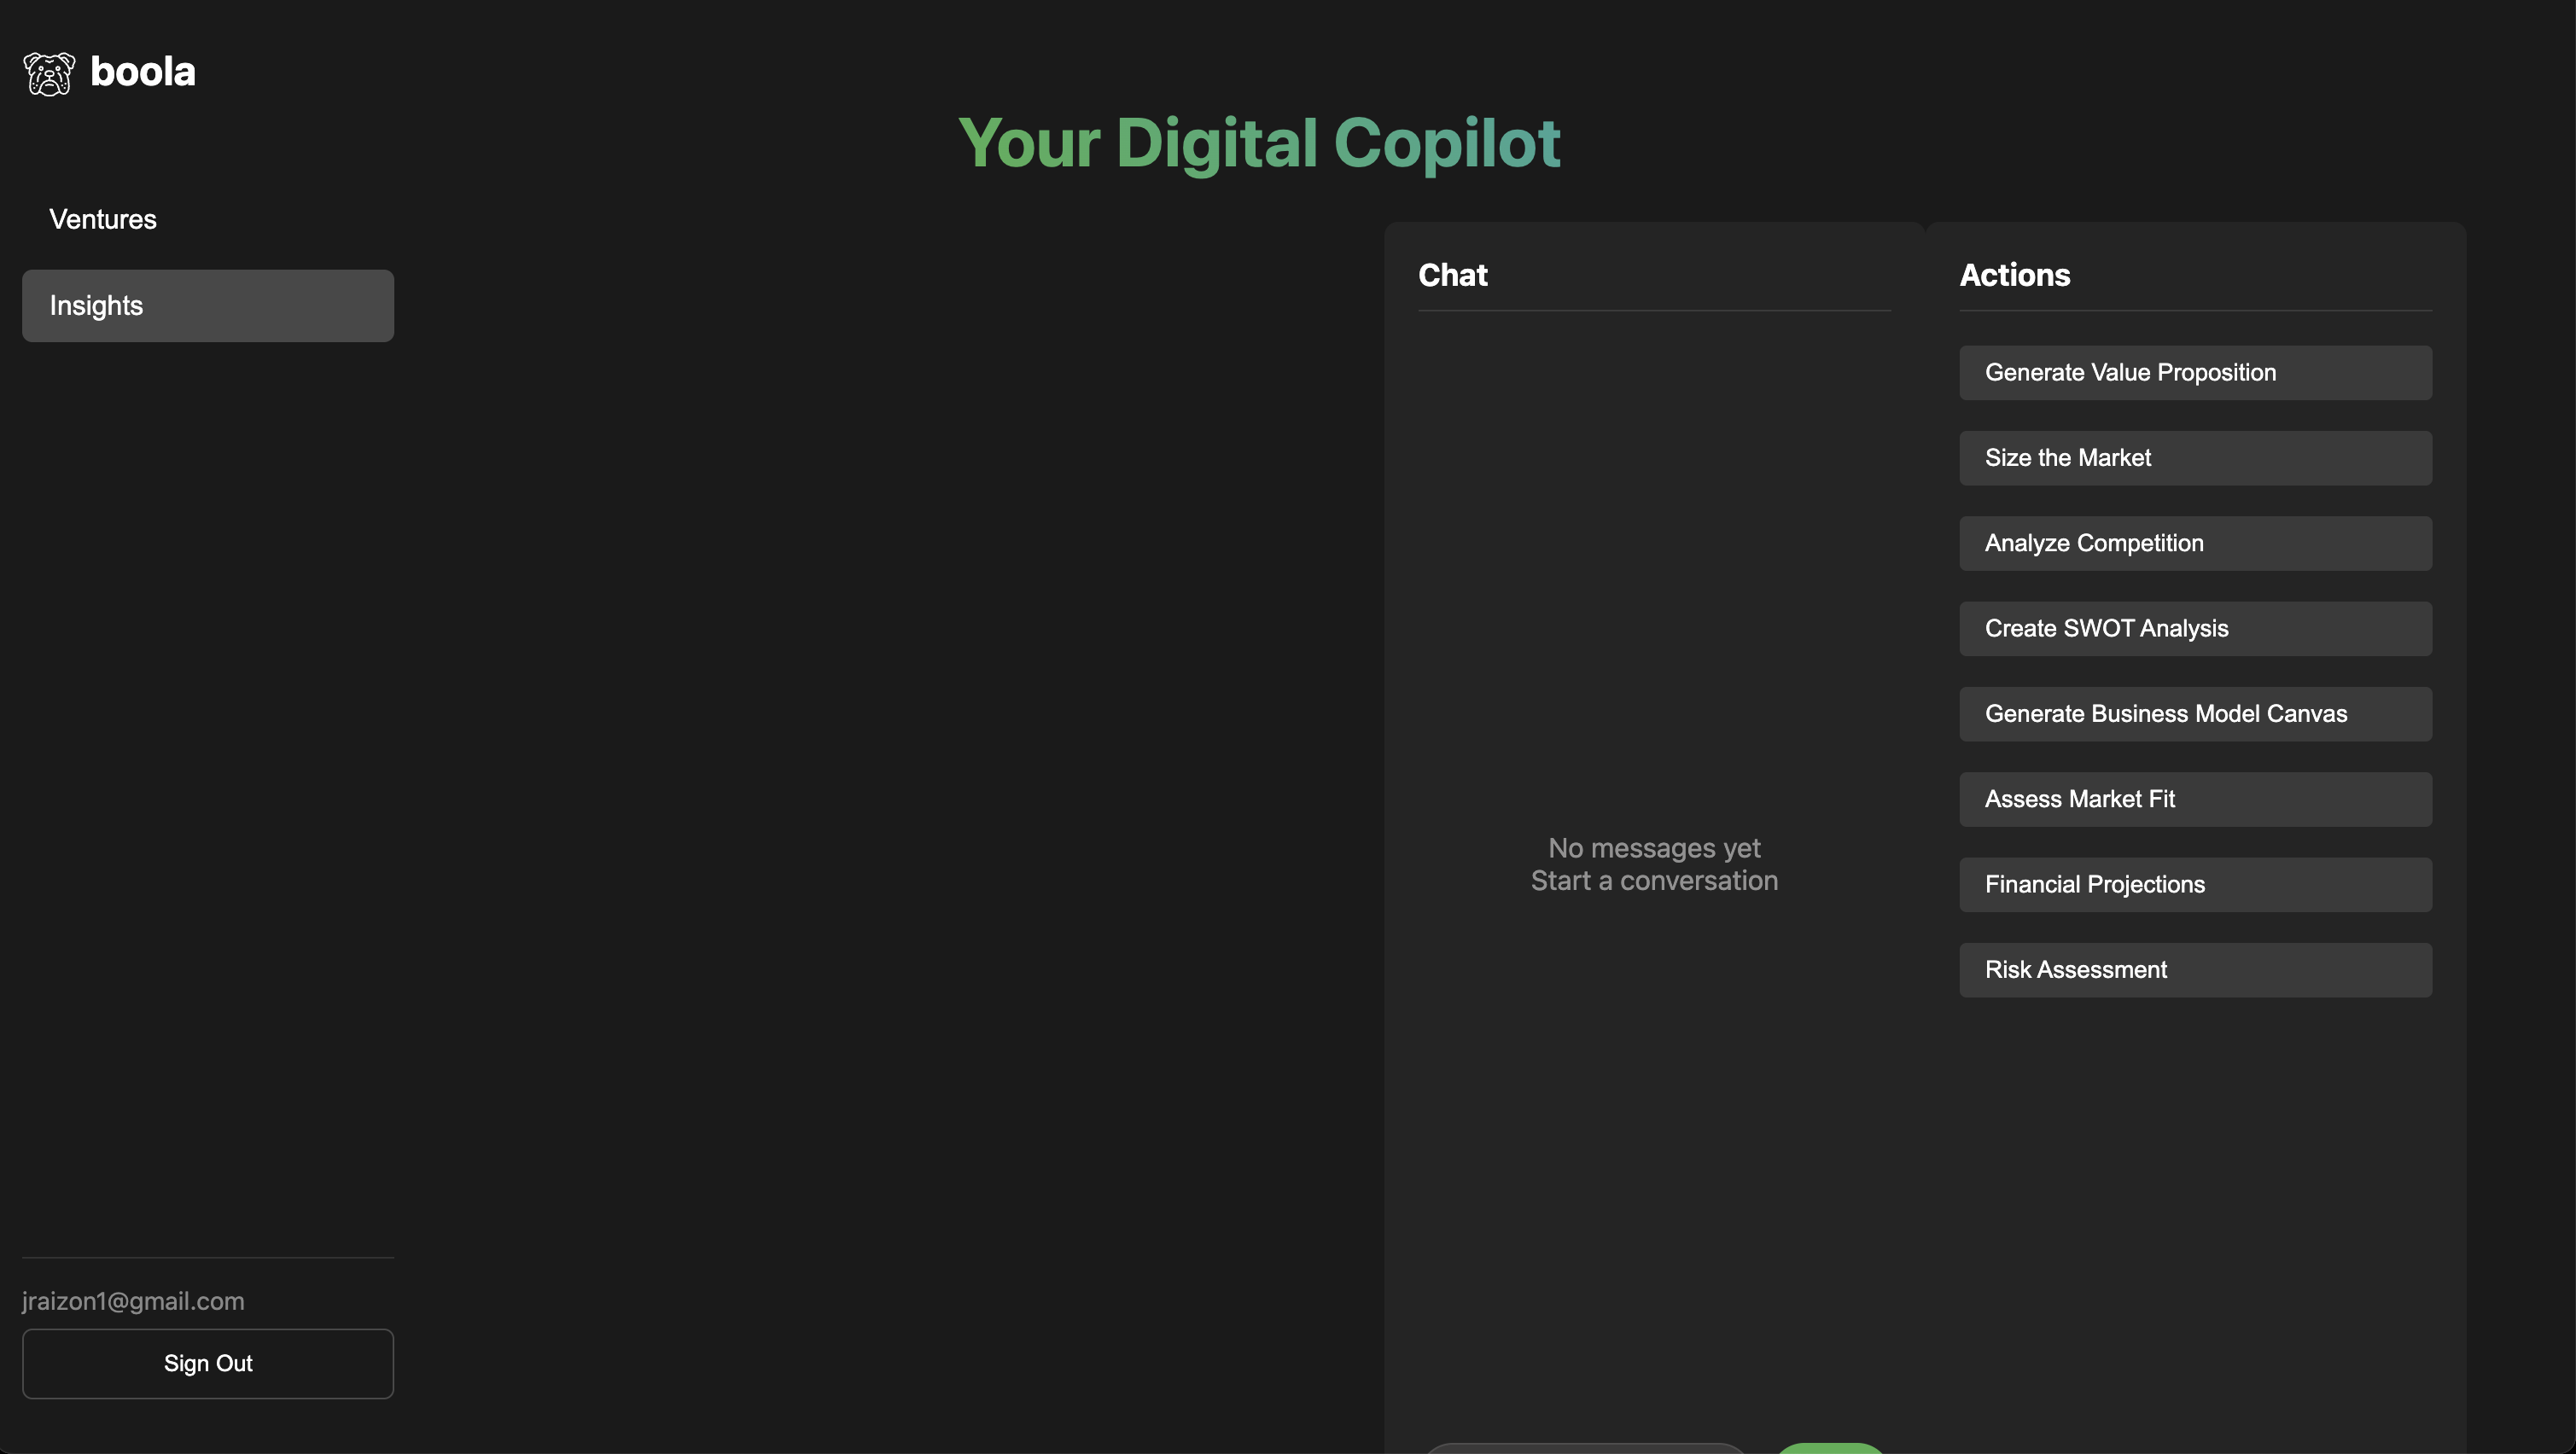 boola
Your Digital Copilot
Ventures
Insights
Chat
No messages yet
Start a conversation
Actions
Generate Value Proposition
Size the Market
Analyze Competition
Create SWOT Analysis
Generate Business Model Canvas
Assess Market Fit
Financial Projections
Risk Assessment
jraizon1@gmail.com
Sign Out